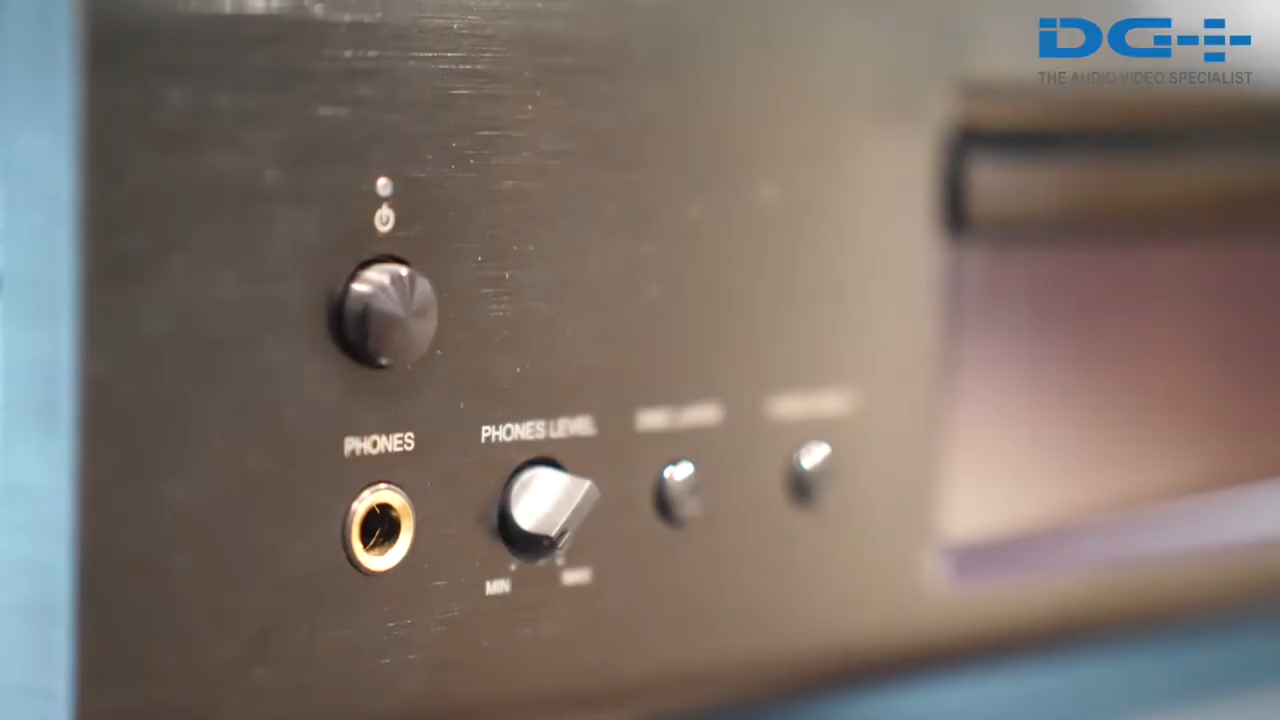 DG+
THE AUDIO VIDEO SPECIALIST
PHONES
PHONES LEVEL
MIN
MAX